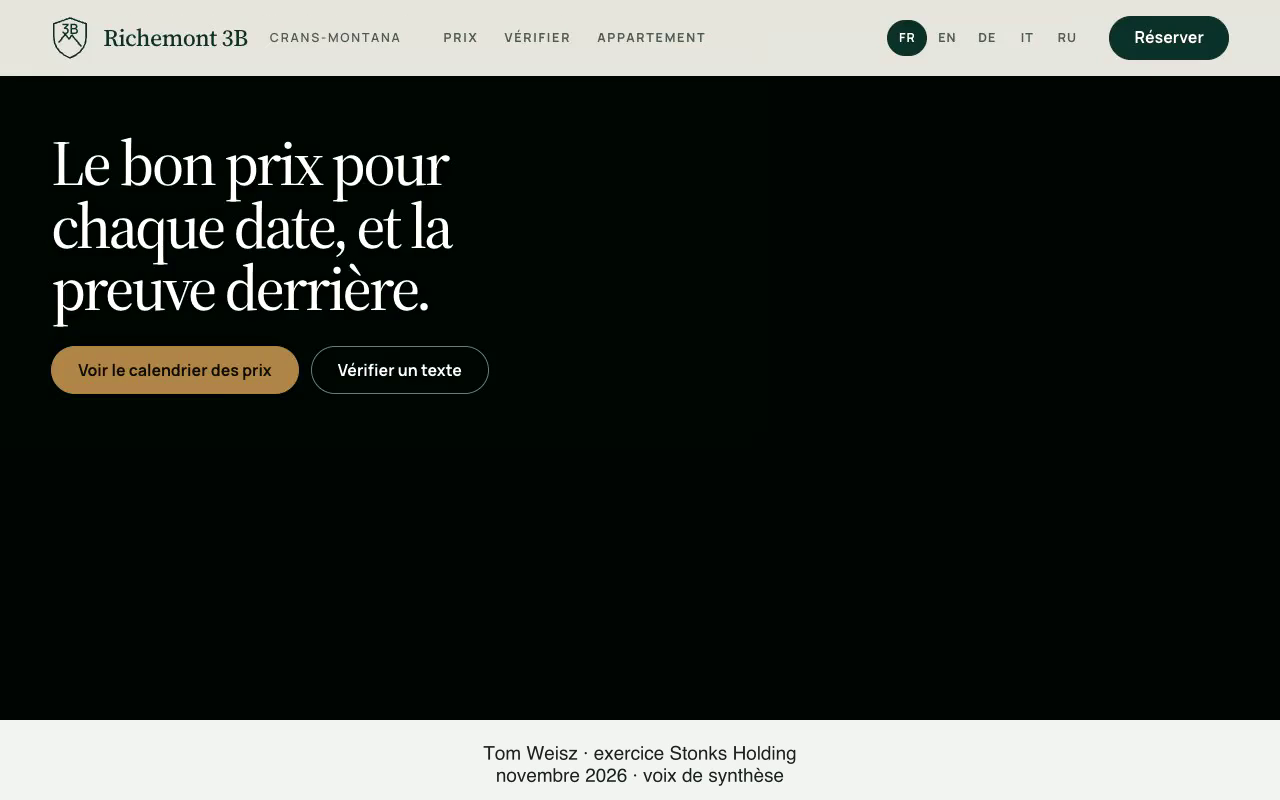 3B Richemont 3B CRANS-MONTANA PRIX VÉRIFIER APPARTEMENT FR EN DE IT RU Réserver
Le bon prix pour
chaque date, et la
preuve derrière.
Voir le calendrier des prix Vérifier un texte
Tom Weisz · exercice Stonks Holding
novembre 2026 · voix de synthèse